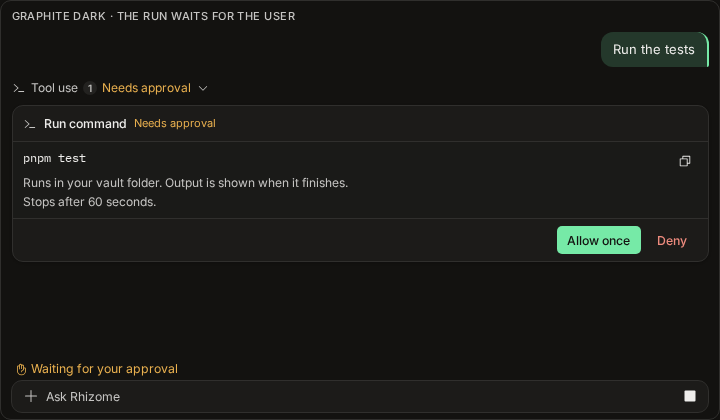 GRAPHITE DARK · THE RUN WAITS FOR THE USER
Run the tests
Tool use 1 Needs approval
Run command Needs approval
pnpm test
Runs in your vault folder. Output is shown when it finishes.
Stops after 60 seconds.
Allow once Deny
Waiting for your approval
Ask Rhizome